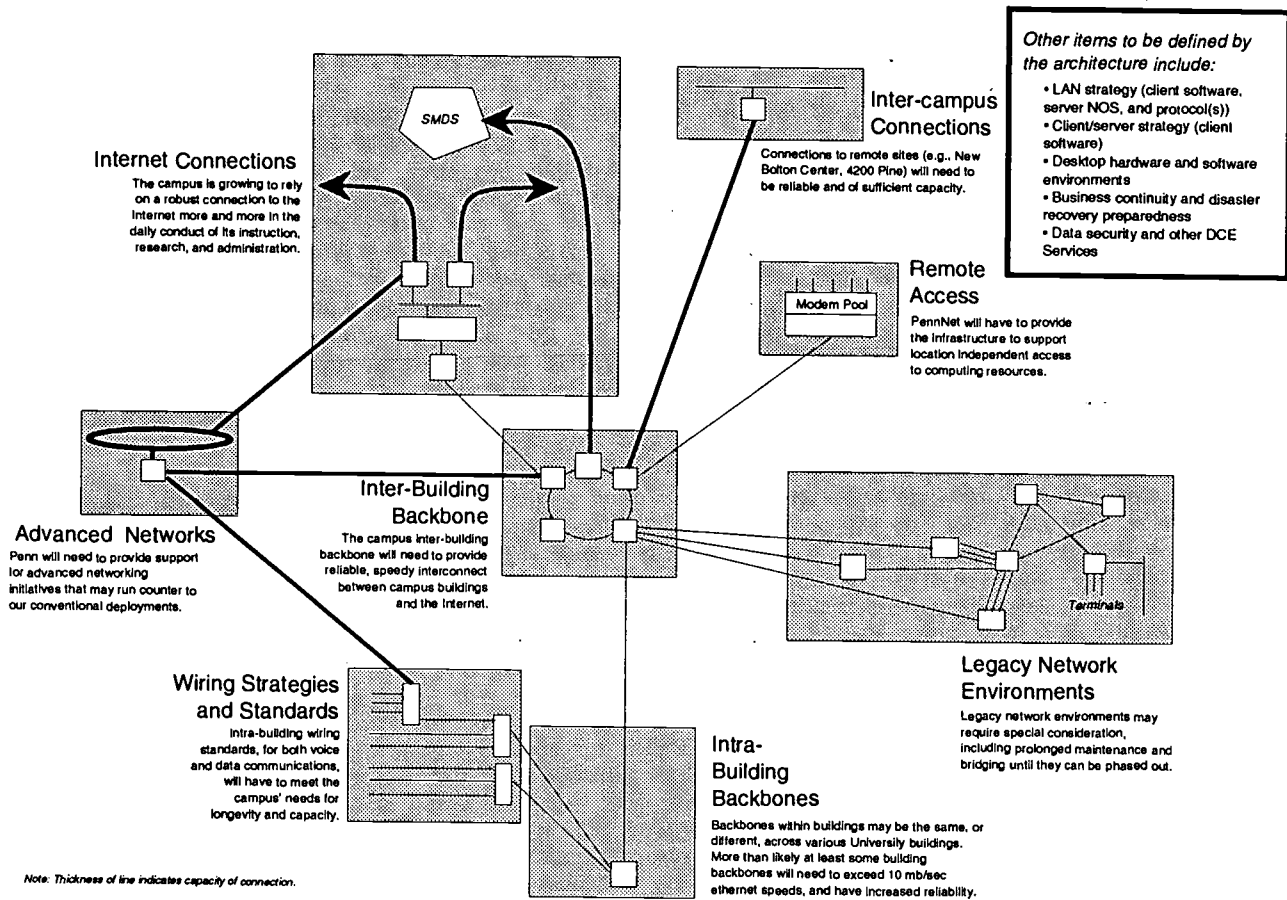 Other items to be defined by
the architecture include:
• LAN strategy (client software,
server NOS, and protocol(s))
• Client/server strategy (client
software)
• Desktop hardware and software
environments
• Business continuity and disaster
recovery preparedness
• Data security and other DCE
Services
SMDS
Internet Connections
The campus is growing to rely
on a robust connection to the
Internet more and more in the
daily conduct of its instruction,
research, and administration.
Inter-campus
Connections
Connections to remote sites (e.g., New
Bolton Center, 4200 Pine) will need to
be reliable and of sufficient capacity.
Modem Pool
Remote
Access
PennNet will have to provide
the infrastructure to support
location independent access
to computing resources.
Advanced Networks
Penn will need to provide support
for advanced networking
initiatives that may run counter to
our conventional deployments.
Inter-Building
Backbone
The campus inter-building
backbone will need to provide
reliable, speedy interconnect
between campus buildings
and the Internet.
Terminals
Legacy Network
Environments
Legacy network environments may
require special consideration,
including prolonged maintenance and
bridging until they can be phased out.
Wiring Strategies
and Standards
Intra-building wiring
standards, for both voice
and data communications,
will have to meet the
campus' needs for
longevity and capacity.
Intra-
Building
Backbones
Backbones within buildings may be the same, or
different, across various University buildings.
More than likely at least some building
backbones will need to exceed 10 mb/sec
ethernet speeds, and have increased reliability.
Note: Thickness of line indicates capacity of connection.